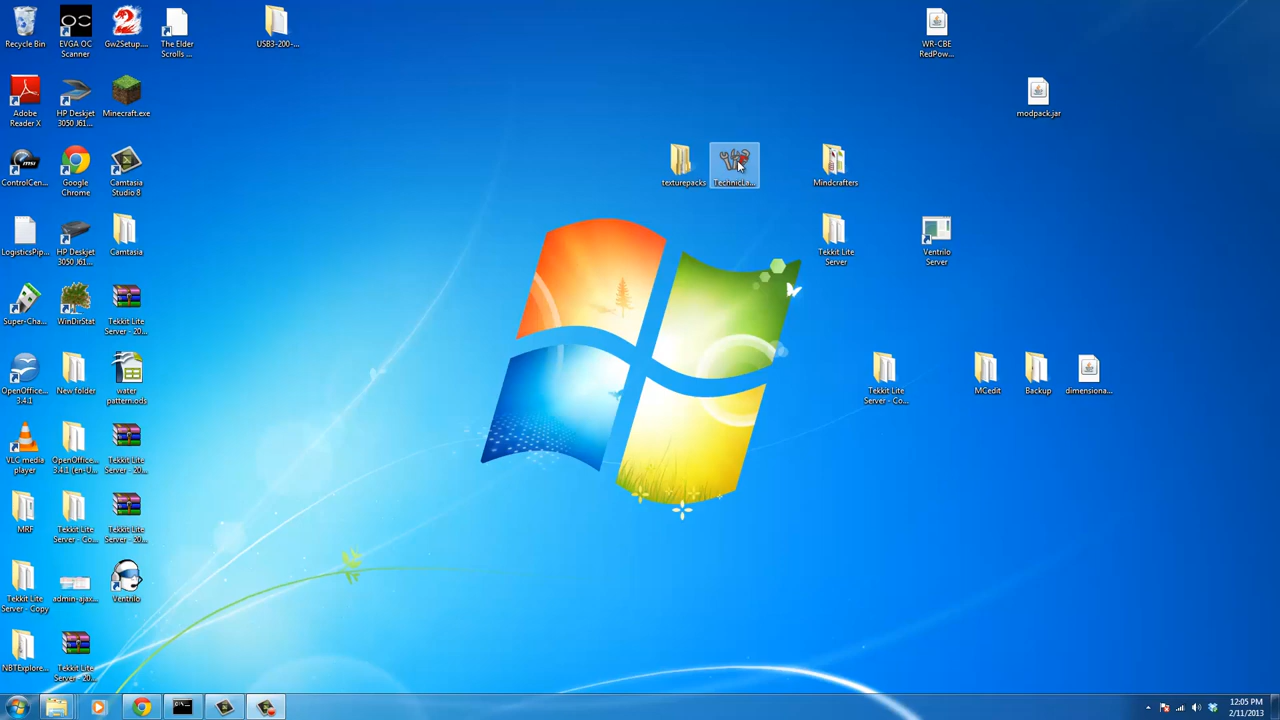 Recycle Bin
EVGA OC
Scanner
Gw2Setup....
The Elder
Scrolls ...
USB3-200-...
WR-CBE
RedPow...
Adobe
Reader X
HP Deskjet
3050 J61...
Minecraft.exe
modpack.jar
ControlCen...
Google
Chrome
Camtasia
Studio 8
texturepacks
TechnicLa...
Mindcrafters
LogisticsPip...
HP Deskjet
3050 J61...
Camtasia
Tekkit Lite
Server
Ventrilo
Server
Super-Cha...
WinDirStat
Tekkit Lite
Server - 20...
OpenOffice...
3.4.1
New folder
water
pattern.ods
Tekkit Lite
Server - Co...
MCedit
Backup
dimensiona...
VLC media
player
OpenOffice...
3.4.1 (en-U...
Tekkit Lite
Server - 20...
MRF
Tekkit Lite
Server - Co...
Tekkit Lite
Server - 20...
Tekkit Lite
Server - Copy
admin-ajax...
Ventrilo
NBTExplore...
Tekkit Lite
Server - 20...
12:05 PM
2/11/2013